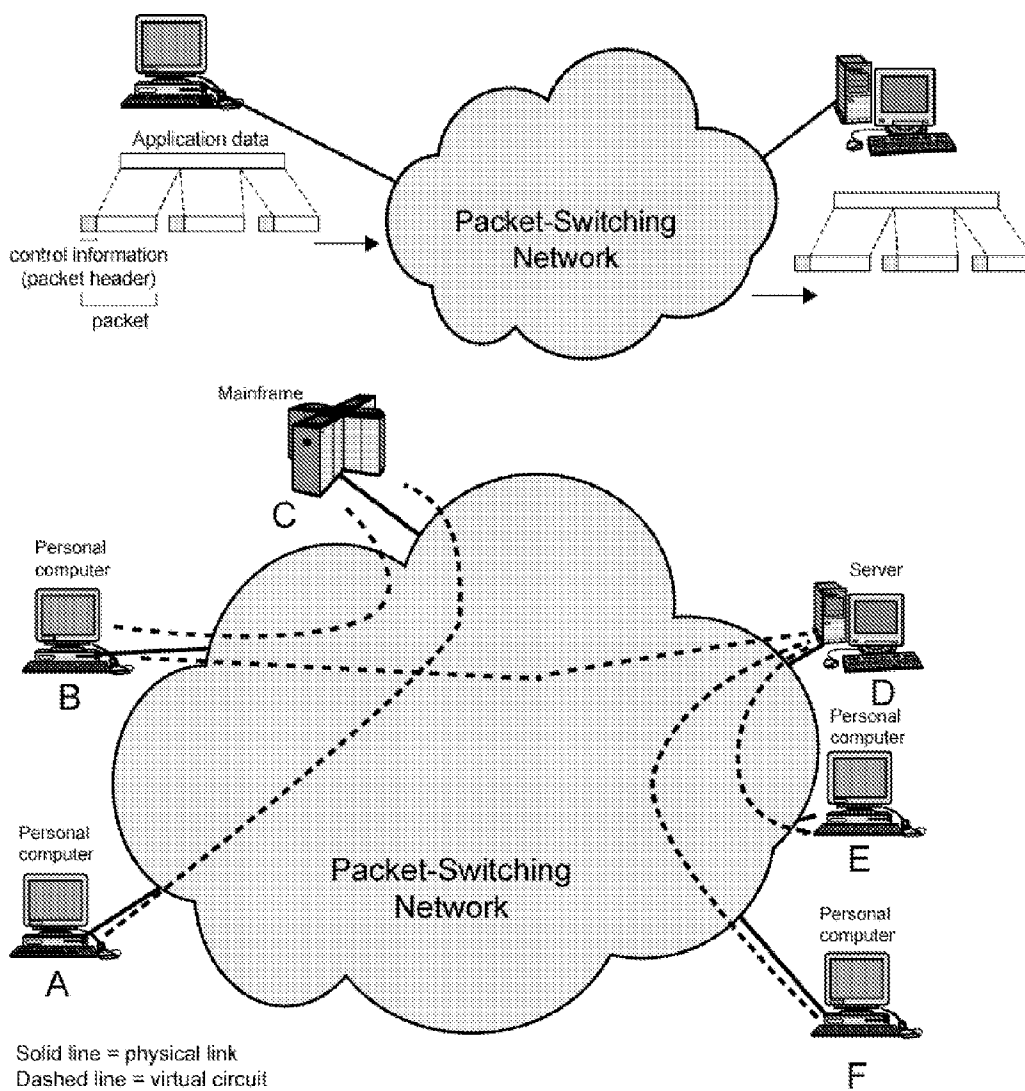 Application data
Packet-Switching
Network
control information
(packet header)
packet
Mainframe
C
Personal
computer
B
Server
D
Personal
computer
E
Personal
computer
A
Packet-Switching
Network
Personal
computer
F
Solid line = physical link
Dashed line = virtual circuit